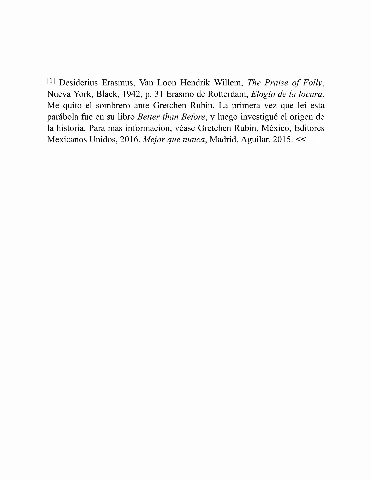 [1] Desiderius Erasmus, Van Loon Hendrik Willem, The Praise of Folly,
Nueva York, Black, 1942, p. 31 Erasmo de Rotterdam, Elogio de la locura.
Me quito el sombrero ante Gretchen Rubin. La primera vez que leí esta
parábola fue en su libro Better than Before, y luego investigué el origen de
la historia. Para más información, véase Gretchen Rubin, México, Editores
Mexicanos Unidos, 2016. Mejor que nunca, Madrid, Aguilar, 2015. <<